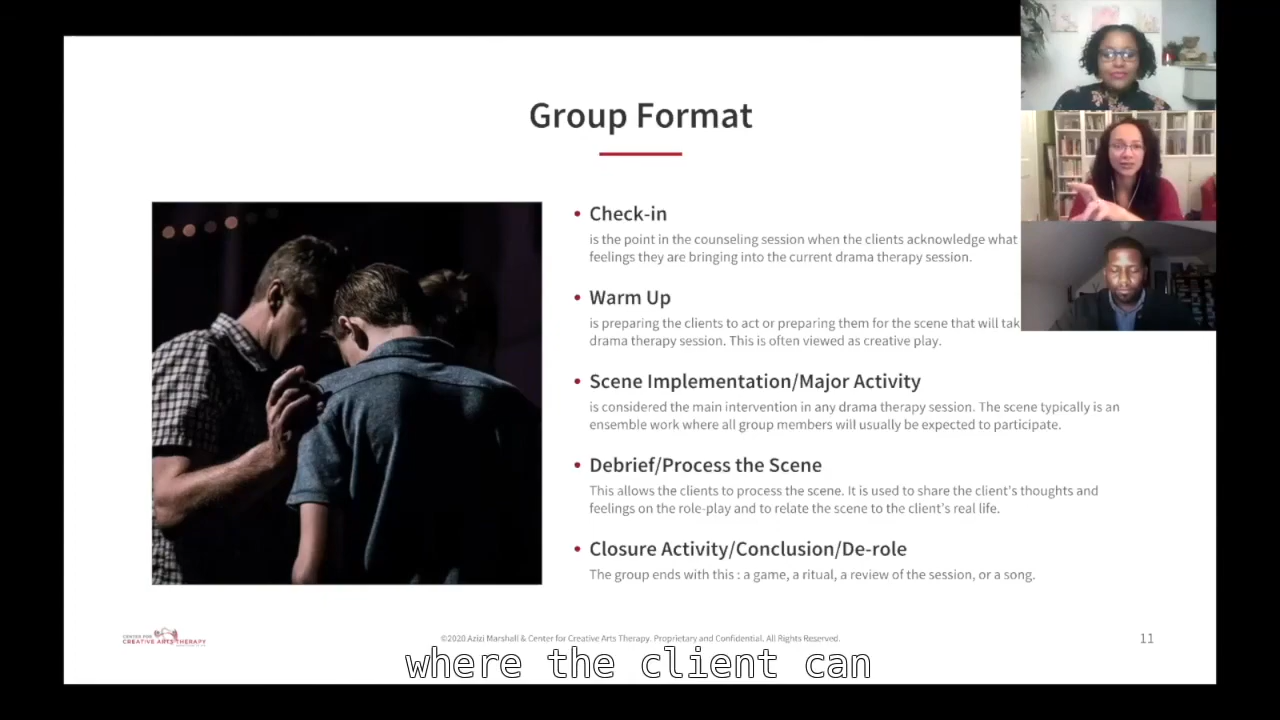 Group Format
• Check-in
is the point in the counseling session when the clients acknowledge what
feelings they are bringing into the current drama therapy session.
• Warm Up
is preparing the clients to act or preparing them for the scene that will
drama therapy session. This is often viewed as creative play.
• Scene Implementation/Major Activity
is considered the main intervention in any drama therapy session. The scene typically is an
ensemble work where all group members will usually be expected to participate.
• Debrief/Process the Scene
This allows the clients to process the scene. It is used to share the client's thoughts and
feelings on the role-play and to relate the scene to the client's real life.
• Closure Activity/Conclusion/De-role
The group ends with this : a game, a ritual, a review of the session, or a song.
CENTER FOR
CREATIVE ARTS THERAPY
©2020 Azizi Marshall & Center for Creative Arts Therapy. Proprietary and Confidential. All Rights Reserved.
11
where the client can